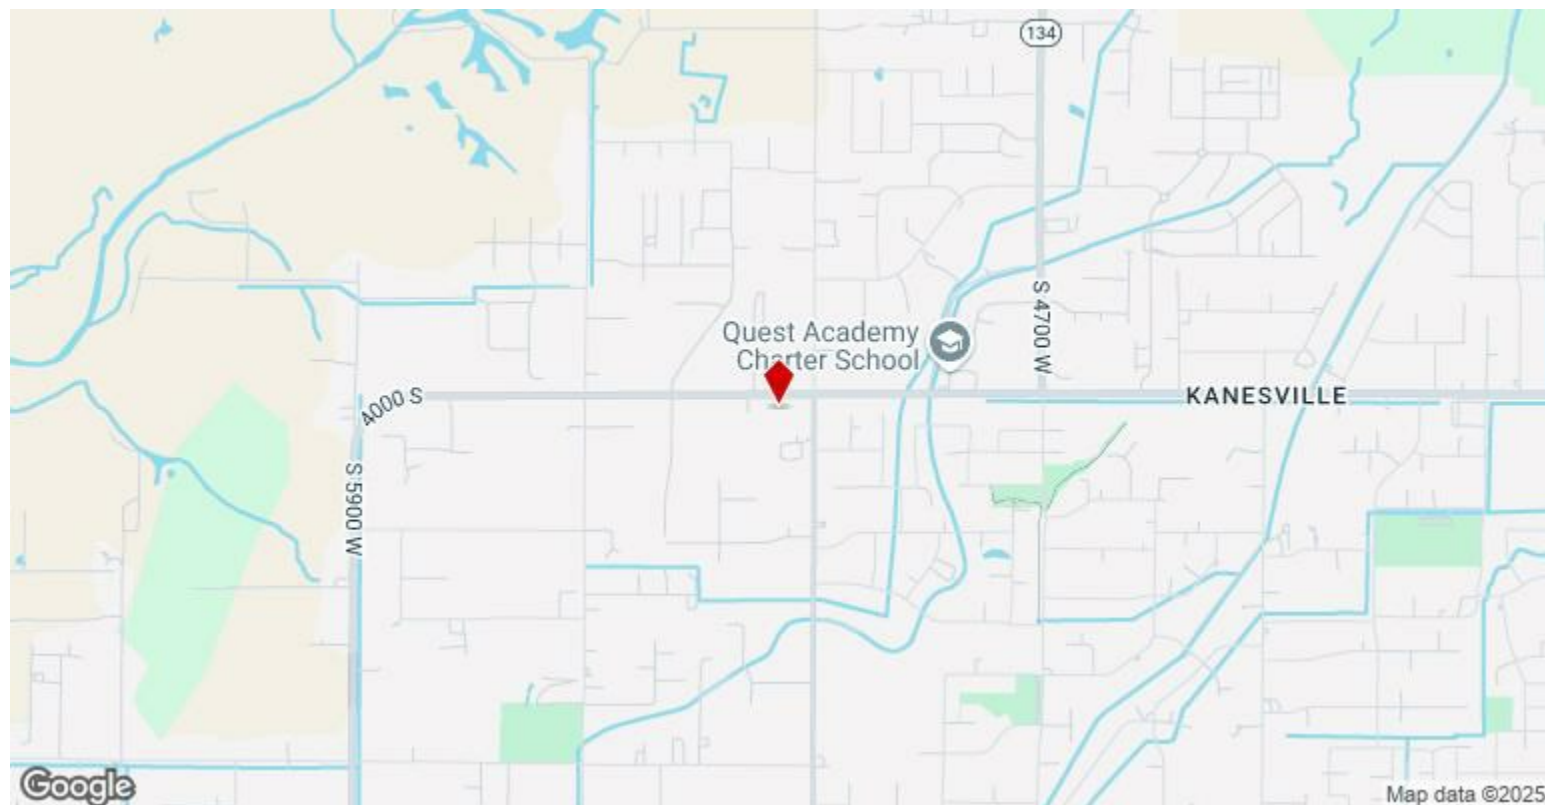 134
S 4700 W
Quest Academy
Charter School
4000 S
KANESVILLE
S 5900 W
Google
Map data ©2025